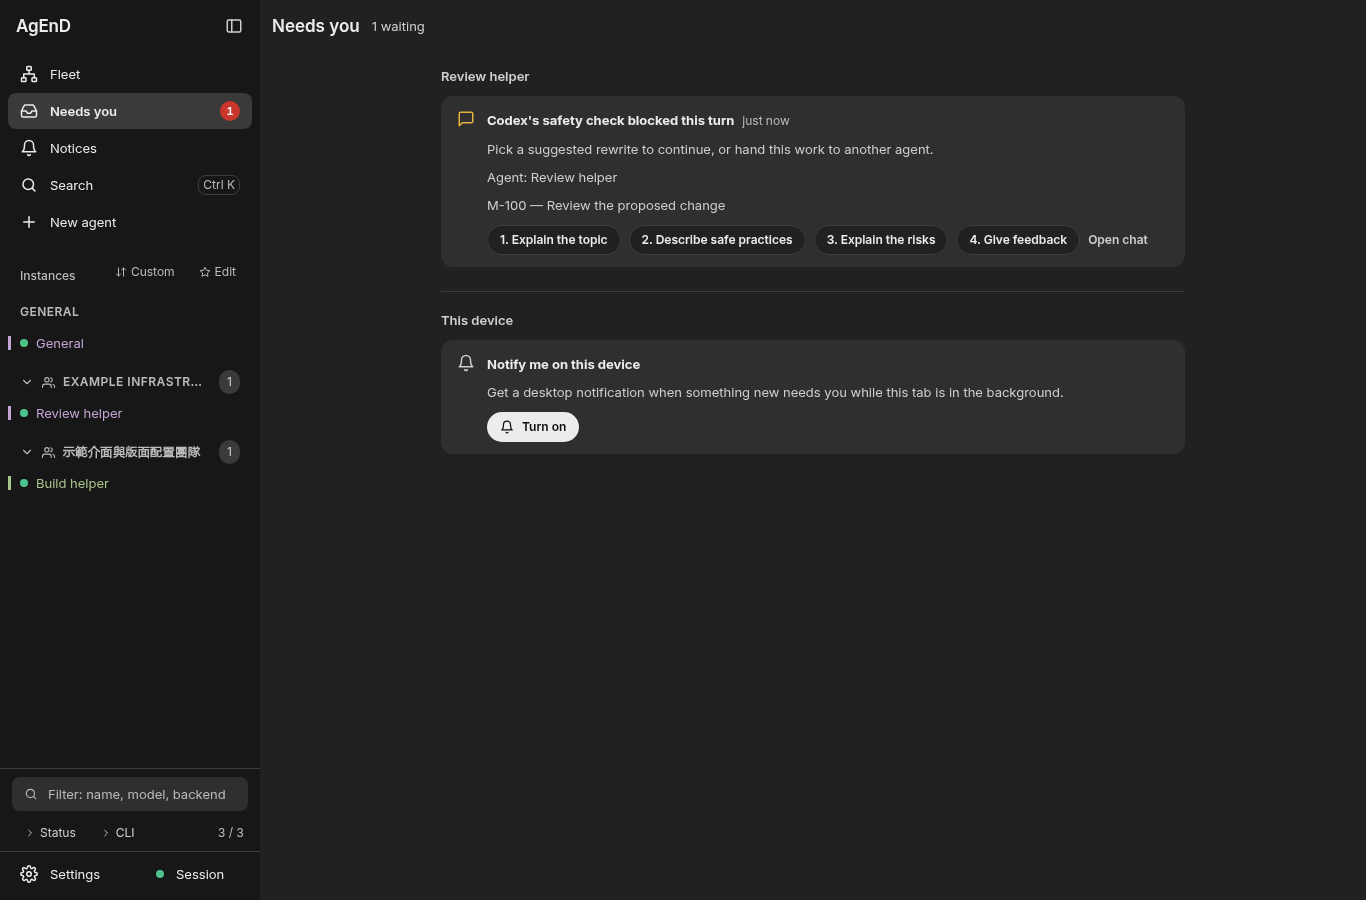 AgEnD
Fleet
Needs you 1
Notices
Search Ctrl K
New agent
Instances Custom Edit
GENERAL
General
EXAMPLE INFRASTR... 1
Review helper
示範介面與版面配置團隊 1
Build helper
Filter: name, model, backend
Status CLI 3 / 3
Settings Session
Needs you 1 waiting
Review helper
Codex's safety check blocked this turn just now
Pick a suggested rewrite to continue, or hand this work to another agent.
Agent: Review helper
M-100 — Review the proposed change
1. Explain the topic 2. Describe safe practices 3. Explain the risks 4. Give feedback Open chat
This device
Notify me on this device
Get a desktop notification when something new needs you while this tab is in the background.
Turn on